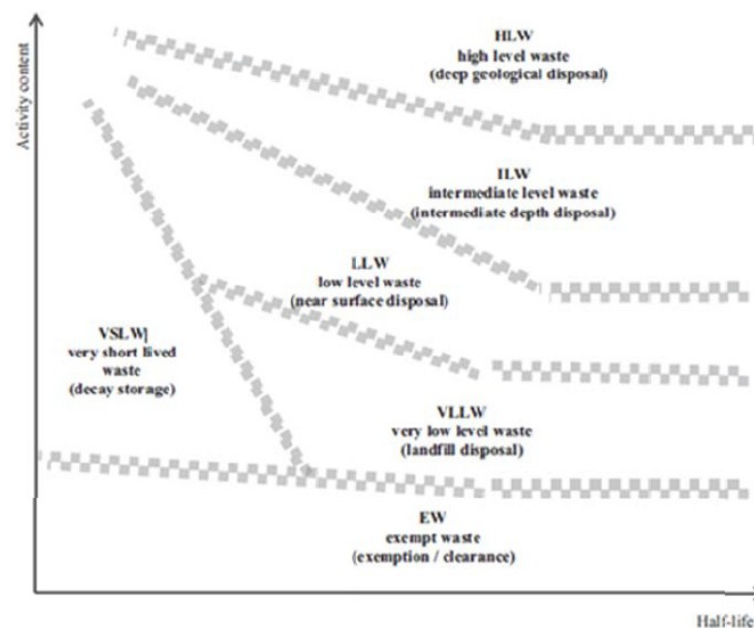 Activity content
HLW
high level waste
(deep geological disposal)
ILW
intermediate level waste
(intermediate depth disposal)
LLW
low level waste
(near surface disposal)
VSLW|
very short lived
waste
(decay storage)
VLLW
very low level waste
(landfill disposal)
EW
exempt waste
(exemption / clearance)
Half-life